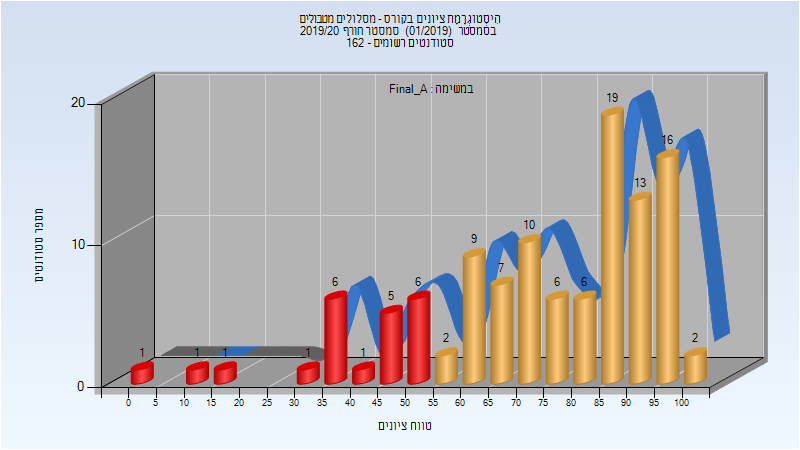 היסטוגרמת ציונים בקורס - מסלולים מטבולים
בסמסטר (01/2019) סמסטר חורף 2019/20
סטודנטים רשומים - 162
במשימה : Final_A
מספר סטודנטים
20
10
0
1 1 1 1 6 1 5 6 2 9 7 10 6 6 19 13 16 2
0 5 10 15 20 25 30 35 40 45 50 55 60 65 70 75 80 85 90 95 100
טווח ציונים